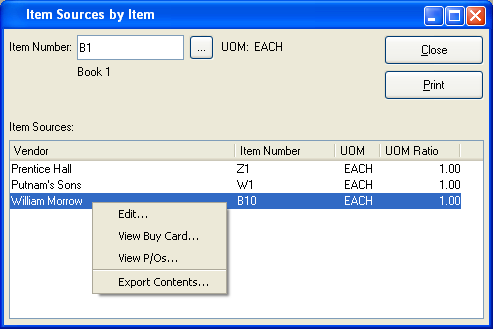 Item Sources by Item
Item Number: B1 ... UOM: EACH Close
Book 1 Print
Item Sources:
Vendor Item Number UOM UOM Ratio
Prentice Hall Z1 EACH 1.00
Putnam's Sons W1 EACH 1.00
William Morrow B10 EACH 1.00
Edit...
View Buy Card...
View P/Os...
Export Contents...